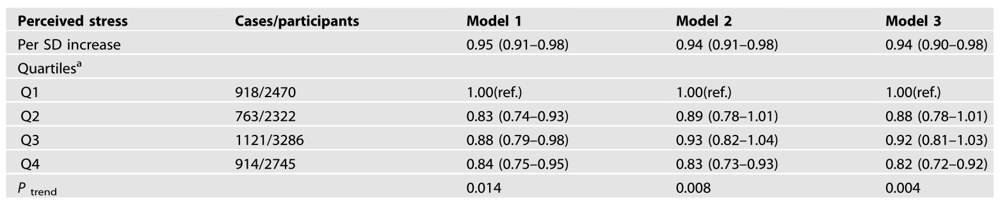 Perceived stress Cases/participants Model 1 Model 2 Model 3
Per SD increase 0.95 (0.91–0.98) 0.94 (0.91–0.98) 0.94 (0.90–0.98)
Quartilesa
Q1 918/2470 1.00(ref.) 1.00(ref.) 1.00(ref.)
Q2 763/2322 0.83 (0.74–0.93) 0.89 (0.78–1.01) 0.88 (0.78–1.01)
Q3 1121/3286 0.88 (0.79–0.98) 0.93 (0.82–1.04) 0.92 (0.81–1.03)
Q4 914/2745 0.84 (0.75–0.95) 0.83 (0.73–0.93) 0.82 (0.72–0.92)
P trend 0.014 0.008 0.004